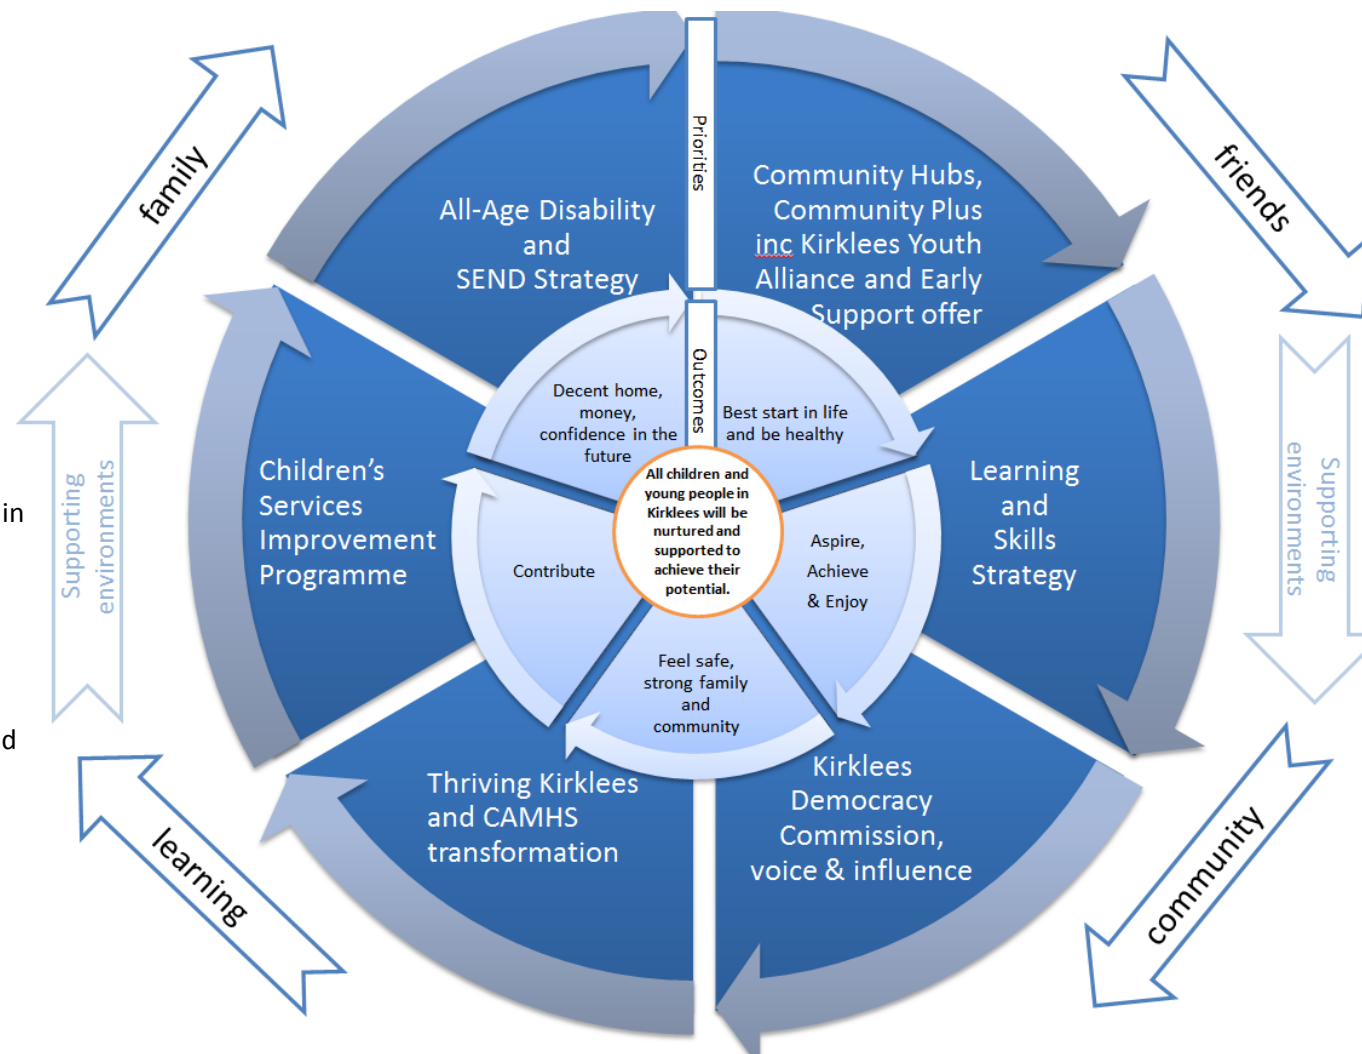 Priorities
Community Hubs,
Community Plus
inc Kirklees Youth
Alliance and Early
Support offer
Learning
and
Skills
Strategy
Kirklees
Democracy
Commission,
voice & influence
Thriving Kirklees
and CAMHS
transformation
Children's
Services
Improvement
Programme
All-Age Disability
and
SEND Strategy
Outcomes
Best start in life
and be healthy
Aspire,
Achieve
& Enjoy
Feel safe,
strong family
and
community
Contribute
Decent home,
money,
confidence in the
future
All children and
young people in
Kirklees will be
nurtured and
supported to
achieve their
potential.
family
friends
Supporting
environments
community
learning
Supporting
environments
in
d